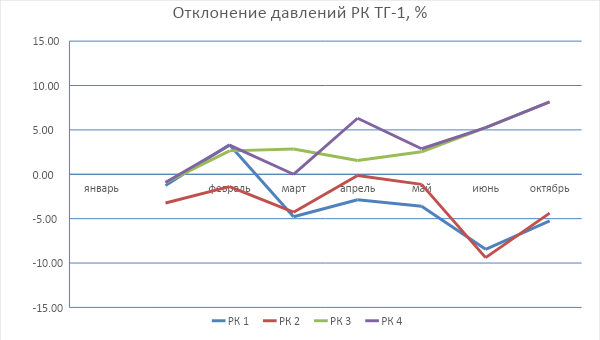 Отклонение давлений РК ТГ-1, %
15.00
10.00
5.00
0.00
январь февраль март апрель май июнь октябрь
-5.00
-10.00
-15.00
РК 1 РК 2 РК 3 РК 4